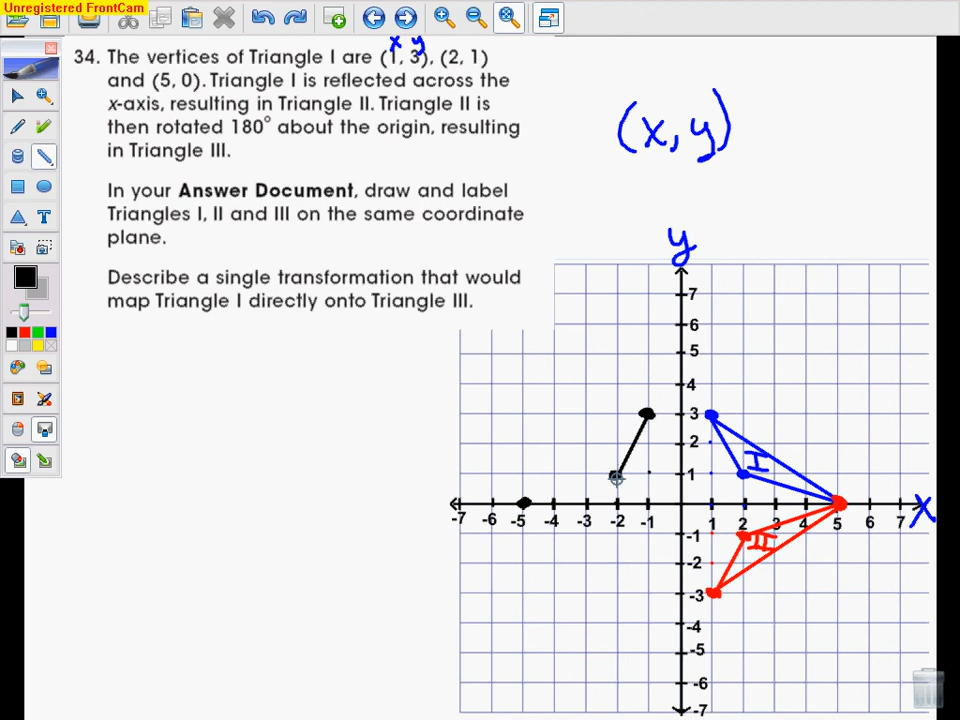 Unregistered FrontCam
x y
34. The vertices of Triangle I are (1, 3), (2, 1)
and (5, 0). Triangle I is reflected across the
x-axis, resulting in Triangle II. Triangle II is
then rotated 180° about the origin, resulting
in Triangle III.
In your Answer Document, draw and label
Triangles I, II and III on the same coordinate
plane.
Describe a single transformation that would
map Triangle I directly onto Triangle III.
(x, y)
y
7
6
5
4
3
2
1
I
-7 -6 -5 -4 -3 -2 -1 1 2 3 4 5 6 7 X
-1
II
-2
-3
-4
-5
-6
-7